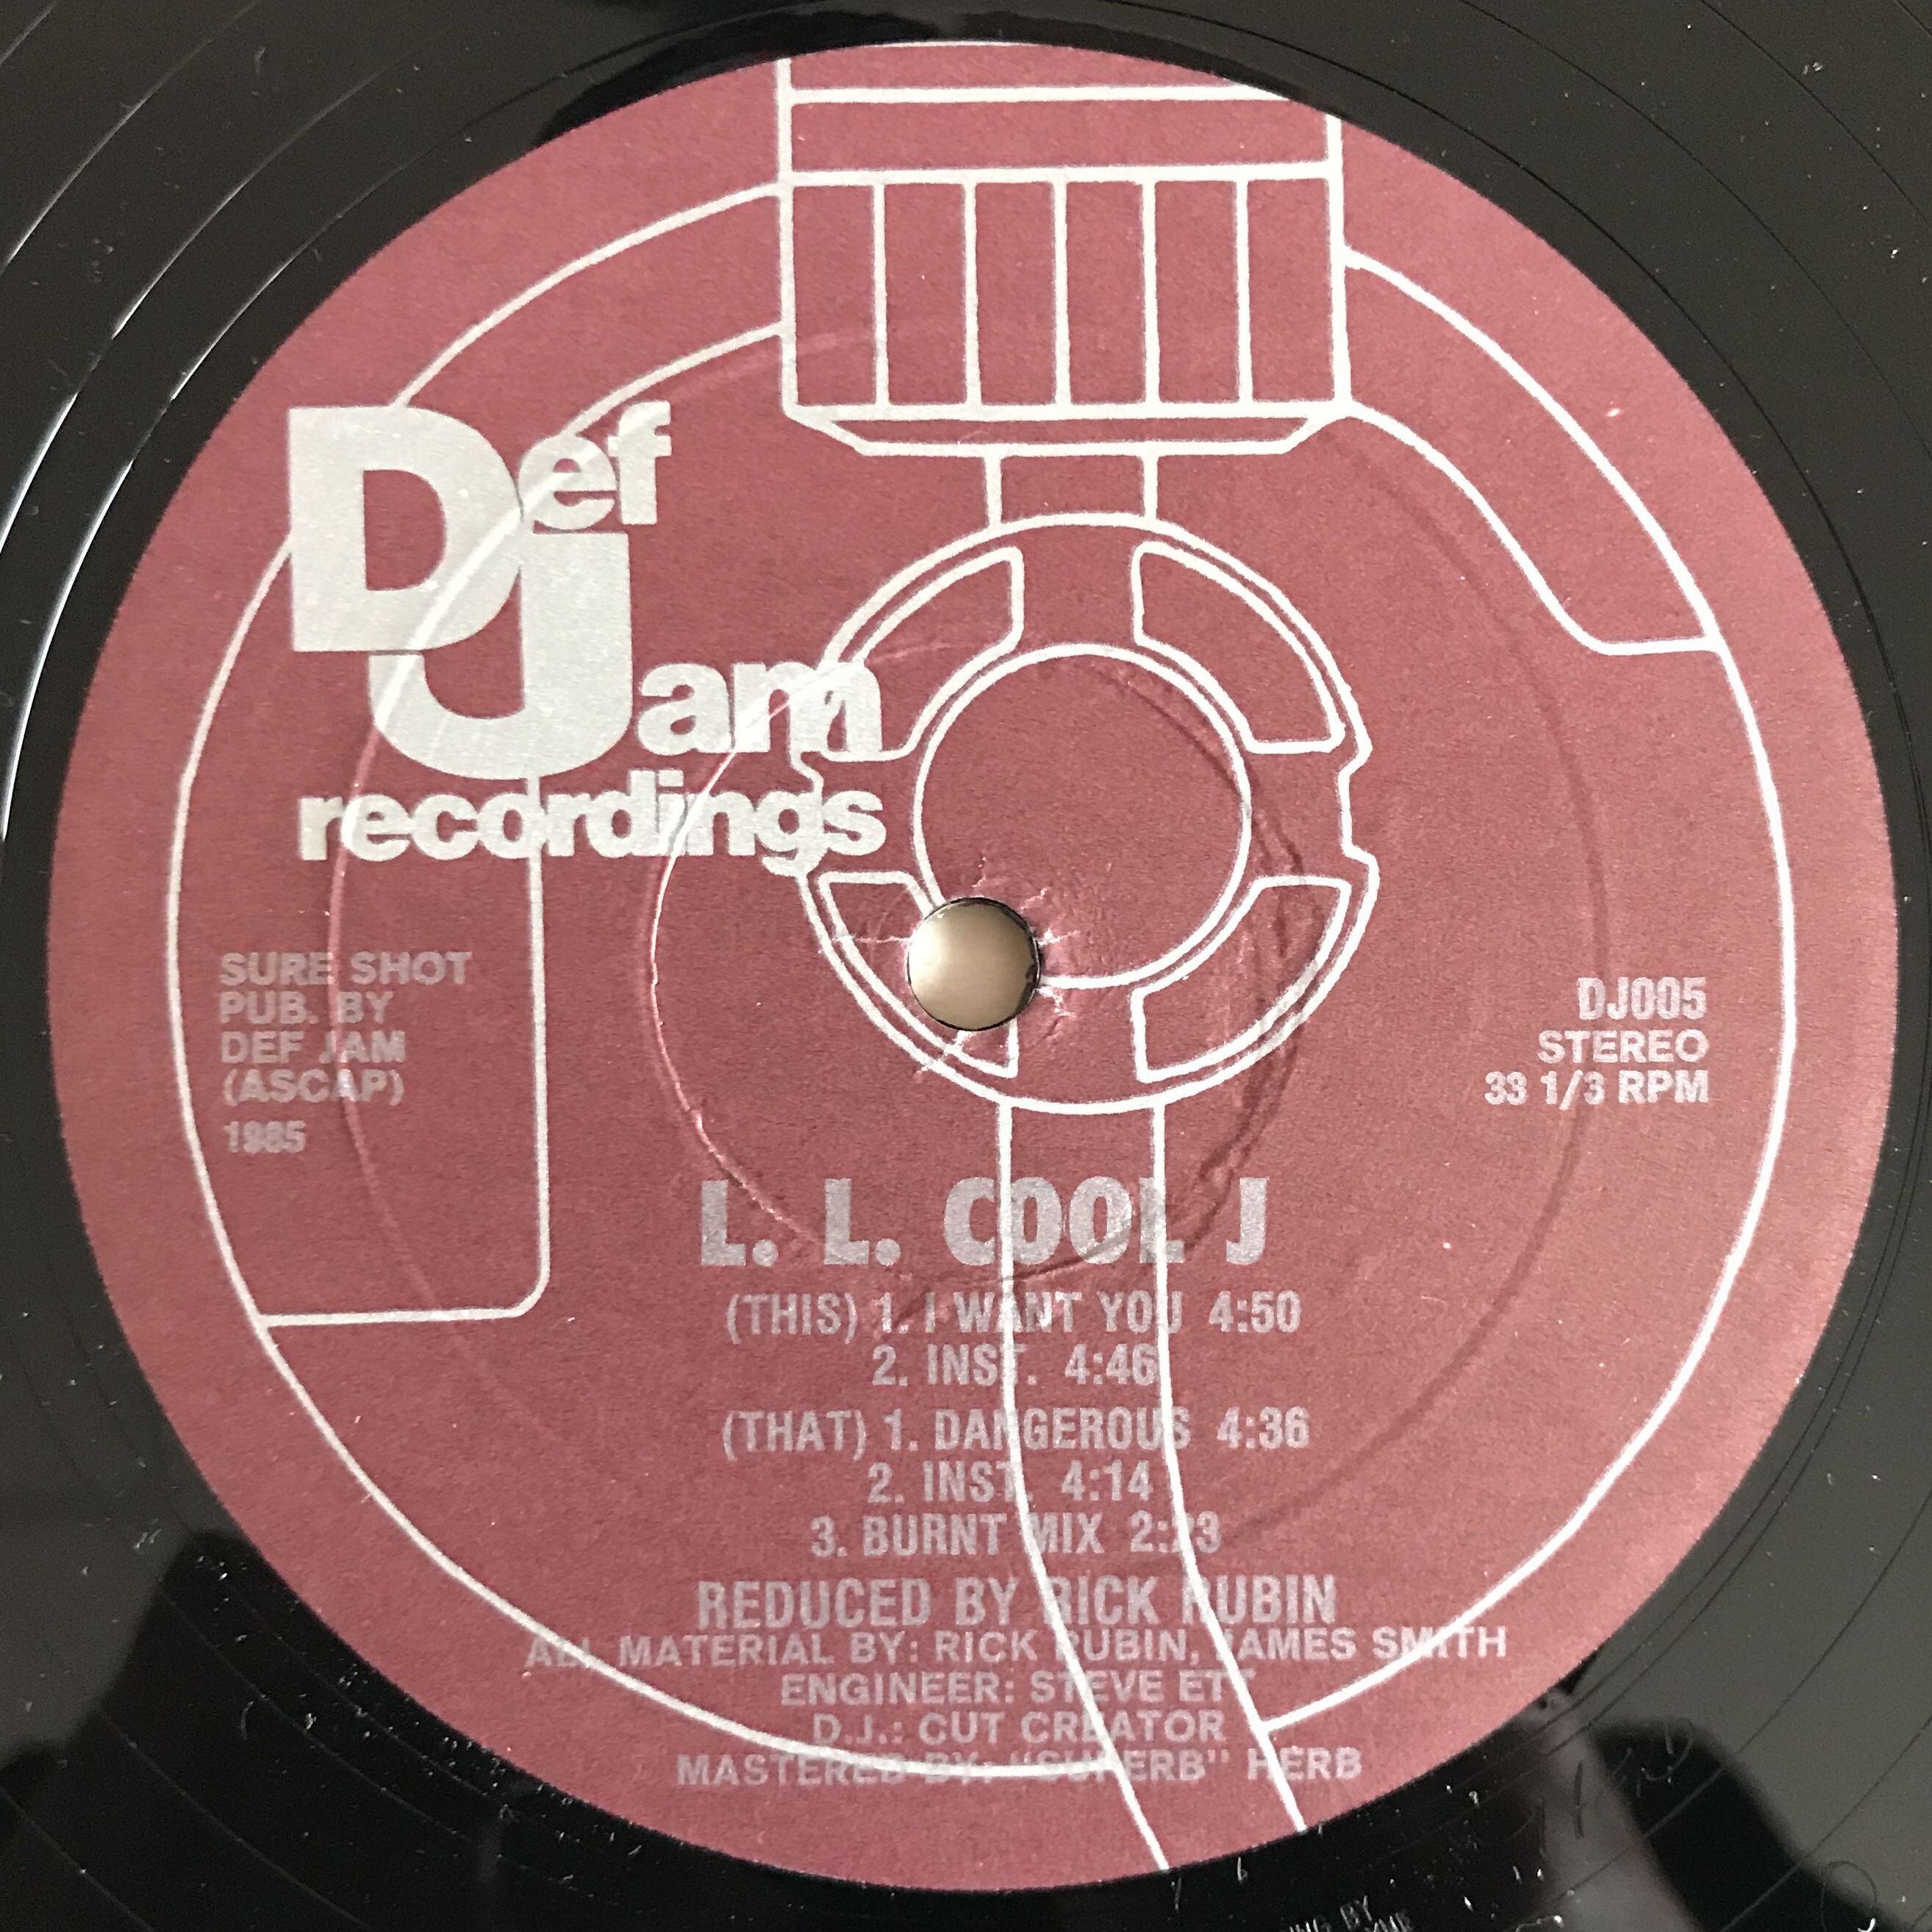 Def
Jam
recordings
SURE SHOT
PUB. BY
DEF JAM
(ASCAP)
1985
DJ005
STEREO
33 1/3 RPM
L. L. COOL J
(THIS) 1. I WANT YOU 4:50
2. INST. 4:46
(THAT) 1. DANGEROUS 4:36
2. INST. 4:14
3. BURNT MIX 2:23
REDUCED BY RICK RUBIN
ALL MATERIAL BY: RICK RUBIN, JAMES SMITH
ENGINEER: STEVE ETT
D.J.: CUT CREATOR
MASTERED BY: "SUPERB" HERB
BY